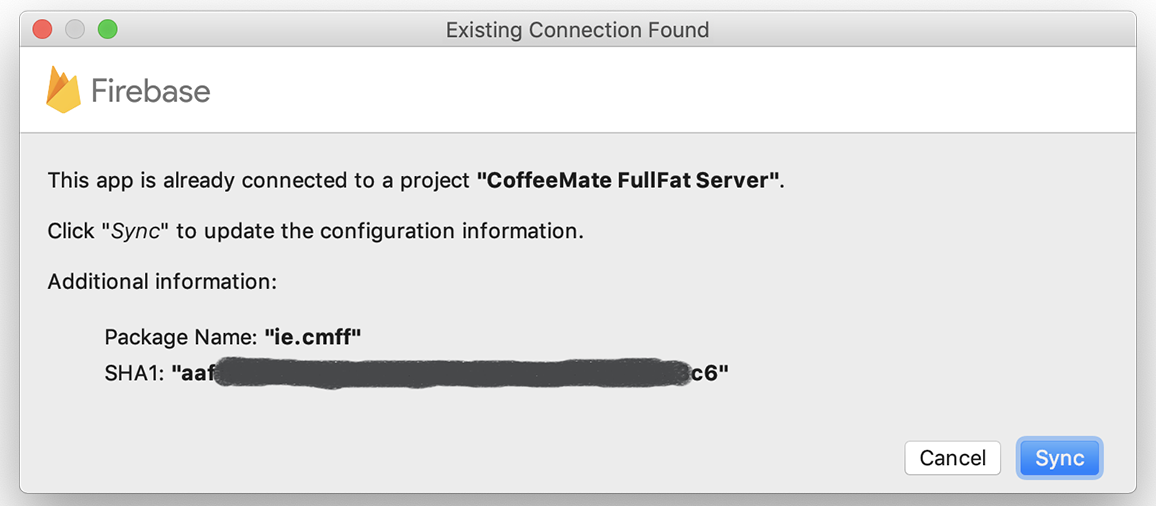 Existing Connection Found
Firebase
This app is already connected to a project "CoffeeMate FullFat Server".
Click "Sync" to update the configuration information.
Additional information:
Package Name: "ie.cmff"
SHA1: "aaf c6"
Cancel Sync